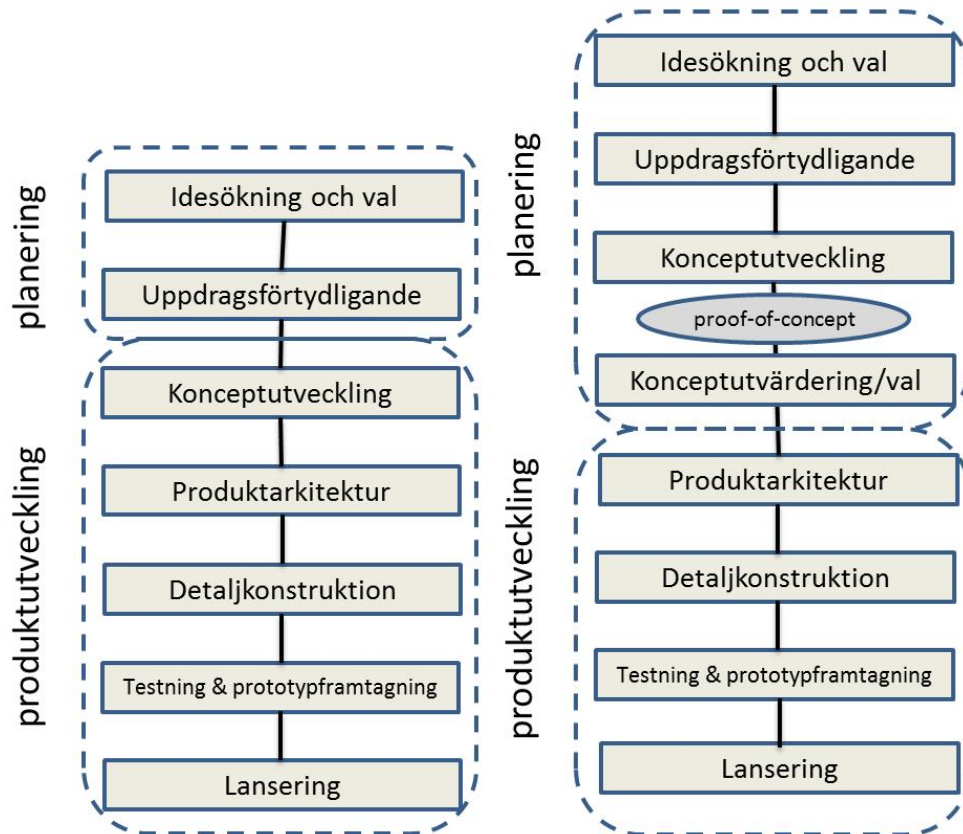 planering
Idesökning och val
Uppdragsförtydligande
produktutveckling
Konceptutveckling
Produktarkitektur
Detaljkonstruktion
Testning & prototypframtagning
Lansering
planering
Idesökning och val
Uppdragsförtydligande
Konceptutveckling
proof-of-concept
Konceptutvärdering/val
produktutveckling
Produktarkitektur
Detaljkonstruktion
Testning & prototypframtagning
Lansering